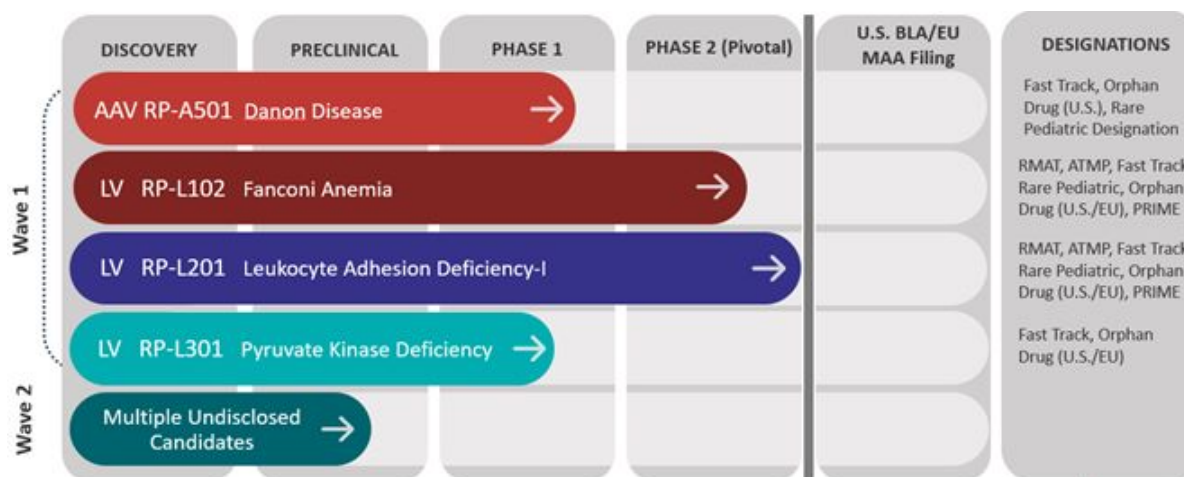 DISCOVERY
PRECLINICAL
PHASE 1
PHASE 2 (Pivotal)
U.S. BLA/EU
MAA Filing
DESIGNATIONS
Wave 1
AAV RP-A501 Danon Disease
Fast Track, Orphan
Drug (U.S.), Rare
Pediatric Designation
LV RP-L102 Fanconi Anemia
RMAT, ATMP, Fast Track
Rare Pediatric, Orphan
Drug (U.S./EU), PRIME
LV RP-L201 Leukocyte Adhesion Deficiency-I
RMAT, ATMP, Fast Track
Rare Pediatric, Orphan
Drug (U.S./EU), PRIME
LV RP-L301 Pyruvate Kinase Deficiency
Fast Track, Orphan
Drug (U.S./EU)
Wave 2
Multiple Undisclosed
Candidates